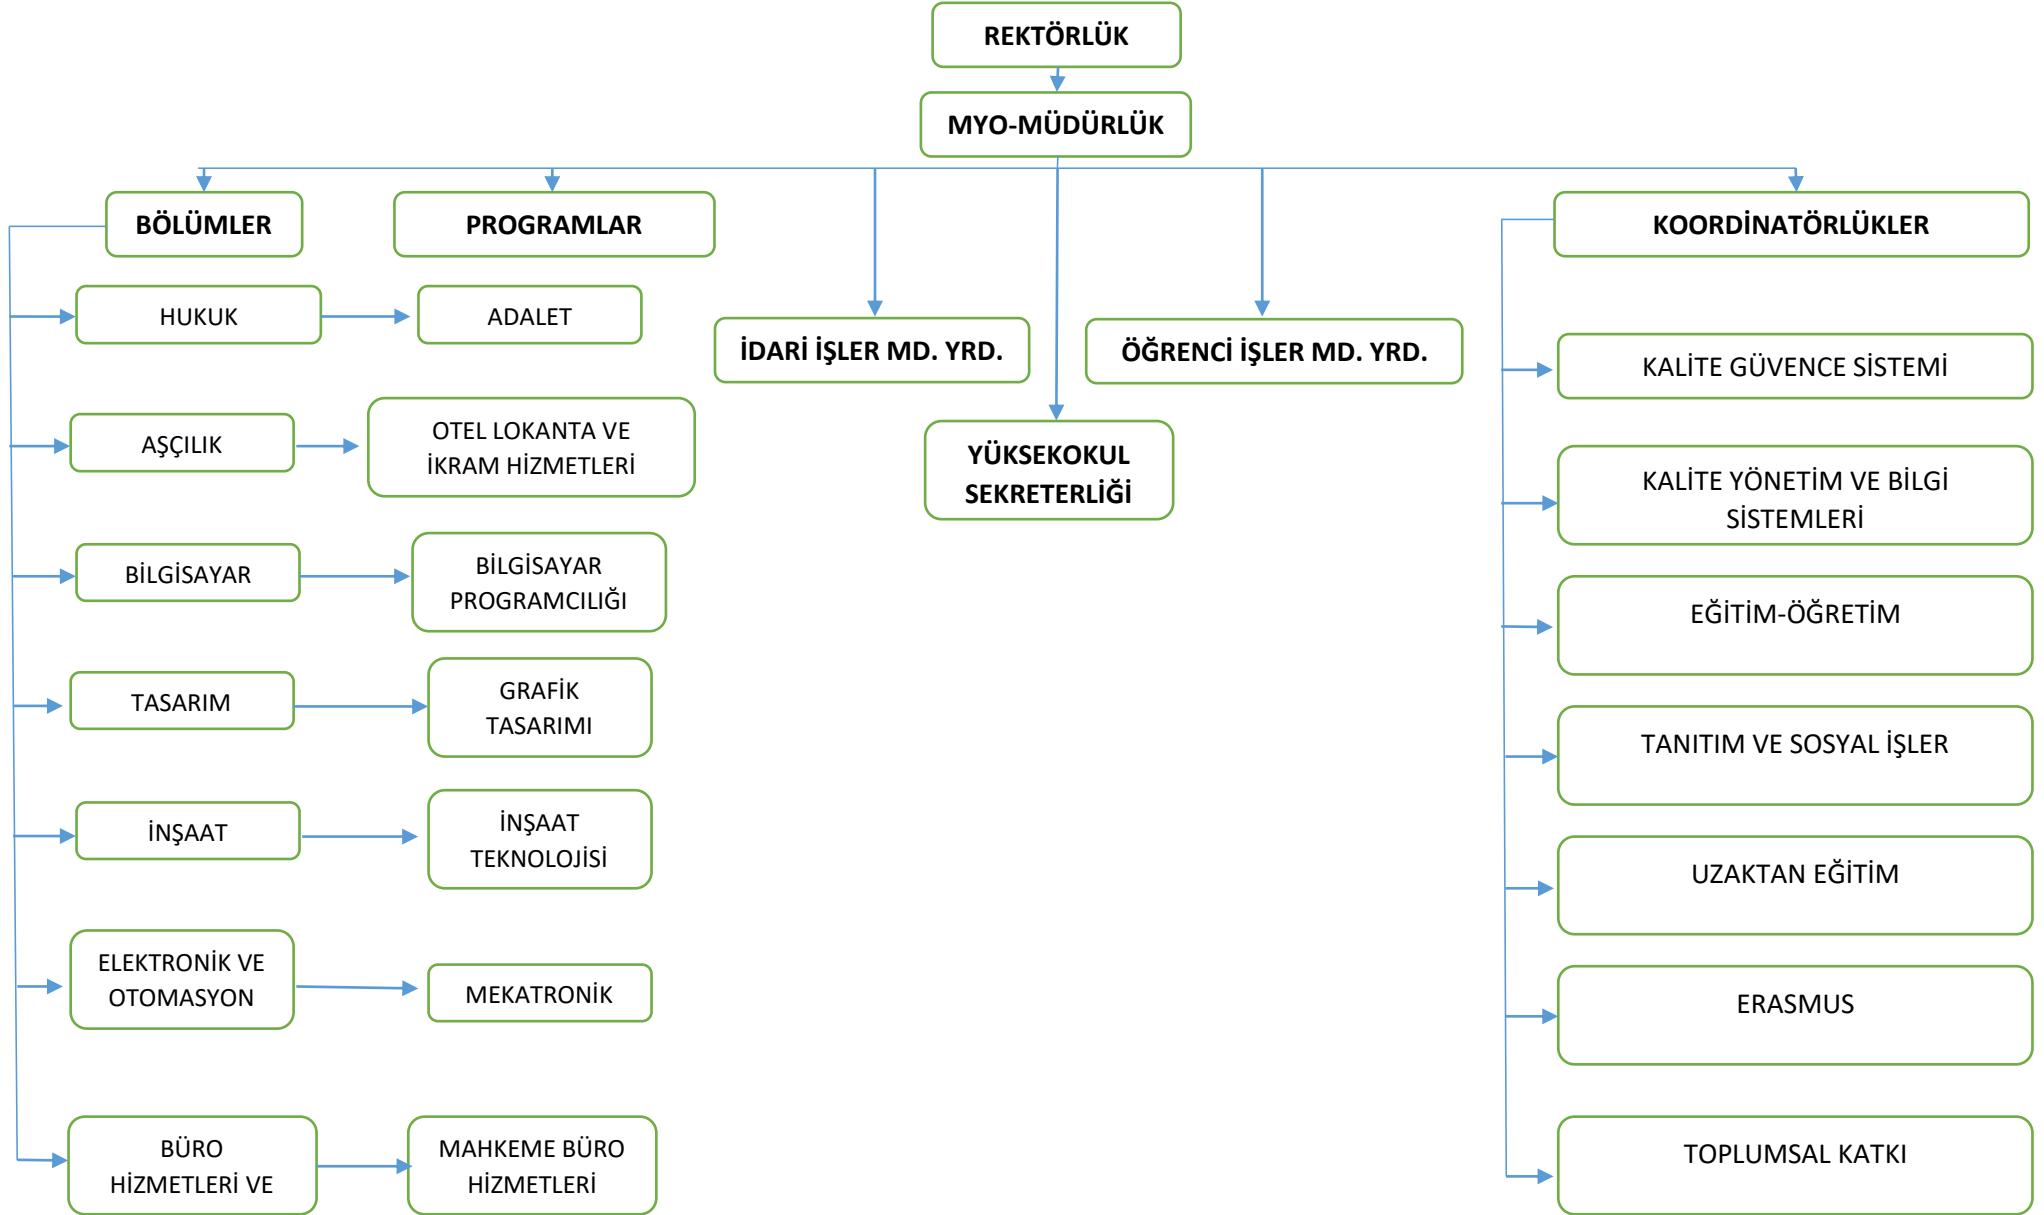 REKTÖRLÜK
MYO-MÜDÜRLÜK
BÖLÜMLER
PROGRAMLAR
KOORDİNATÖRLÜKLER
HUKUK
ADALET
İDARİ İŞLER MD. YRD.
ÖĞRENCİ İŞLER MD. YRD.
KALİTE GÜVENCE SİSTEMİ
AŞÇILIK
OTEL LOKANTA VE
İKRAM HİZMETLERİ
YÜKSEKOKUL
SEKRETERLİĞİ
KALİTE YÖNETİM VE BİLGİ
SİSTEMLERİ
BİLGİSAYAR
BİLGİSAYAR
PROGRAMCILIĞI
EĞİTİM-ÖĞRETİM
TASARIM
GRAFİK
TASARIMI
TANITIM VE SOSYAL İŞLER
İNŞAAT
İNŞAAT
TEKNOLOJİSİ
UZAKTAN EĞİTİM
ELEKTRONİK VE
OTOMASYON
MEKATRONİK
ERASMUS
BÜRO
HİZMETLERİ VE
MAHKEME BÜRO
HİZMETLERİ
TOPLUMSAL KATKI